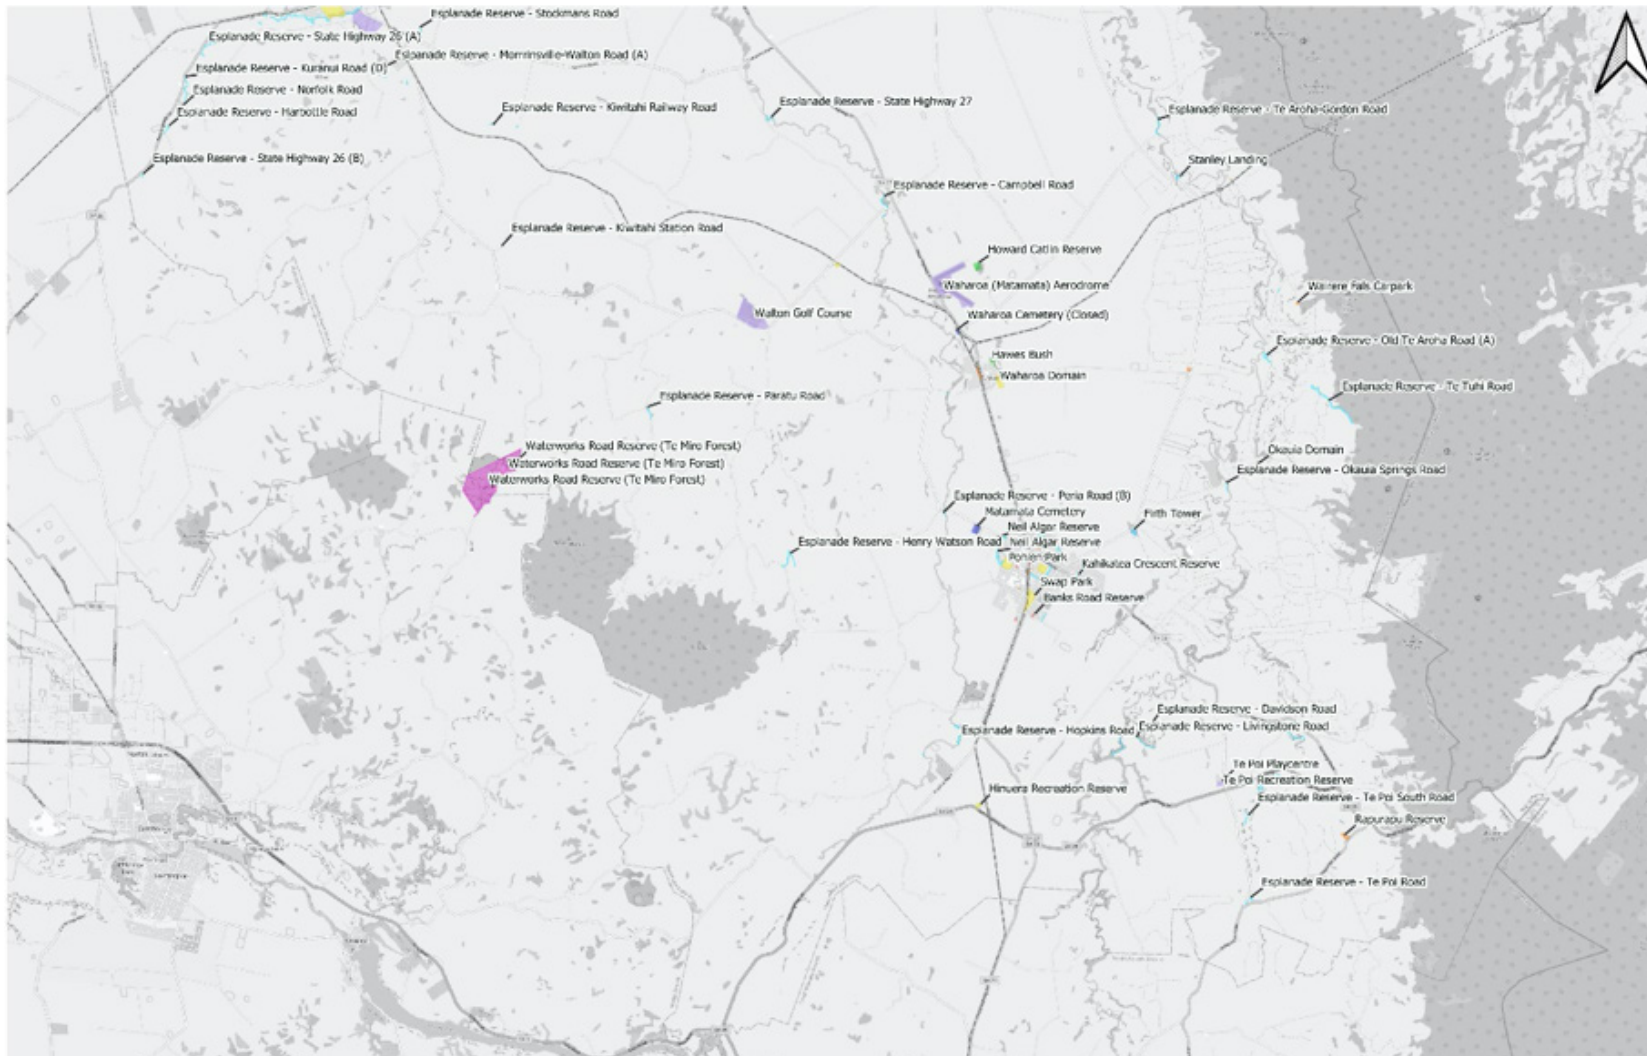 Esplanade Reserve - Stockmans Road
Esplanade Reserve - State Highway 26 (A)
Esplanade Reserve - Morrinsville-Walton Road (A)
Esplanade Reserve - Kuranui Road (D)
Esplanade Reserve - Norfolk Road
Esplanade Reserve - Harbottle Road
Esplanade Reserve - Kiwitahi Railway Road
Esplanade Reserve - State Highway 27
Esplanade Reserve - Te Aroha-Gordon Road
Esplanade Reserve - State Highway 26 (B)
Stanley Landing
Esplanade Reserve - Campbell Road
Esplanade Reserve - Kiwitahi Station Road
Howard Catlin Reserve
Waharoa (Matamata) Aerodrome
Wairere Falls Carpark
Walton Golf Course
Waharoa Cemetery (Closed)
Esplanade Reserve - Old Te Aroha Road (A)
Hawes Bush
Waharoa Domain
Esplanade Reserve - Te Tuhi Road
Esplanade Reserve - Paratu Road
Waterworks Road Reserve (Te Miro Forest)
Waterworks Road Reserve (Te Miro Forest)
Waterworks Road Reserve (Te Miro Forest)
Okauia Domain
Esplanade Reserve - Okauia Springs Road
Esplanade Reserve - Peria Road (B)
Matamata Cemetery
Firth Tower
Neil Algar Reserve
Esplanade Reserve - Henry Watson Road
Neil Algar Reserve
Pohlen Park
Kahikatea Crescent Reserve
Swap Park
Banks Road Reserve
Esplanade Reserve - Davidson Road
Esplanade Reserve - Hopkins Road
Esplanade Reserve - Livingstone Road
Te Poi Playcentre
Te Poi Recreation Reserve
Hinuera Recreation Reserve
Esplanade Reserve - Te Poi South Road
Rapurapu Reserve
Esplanade Reserve - Te Poi Road